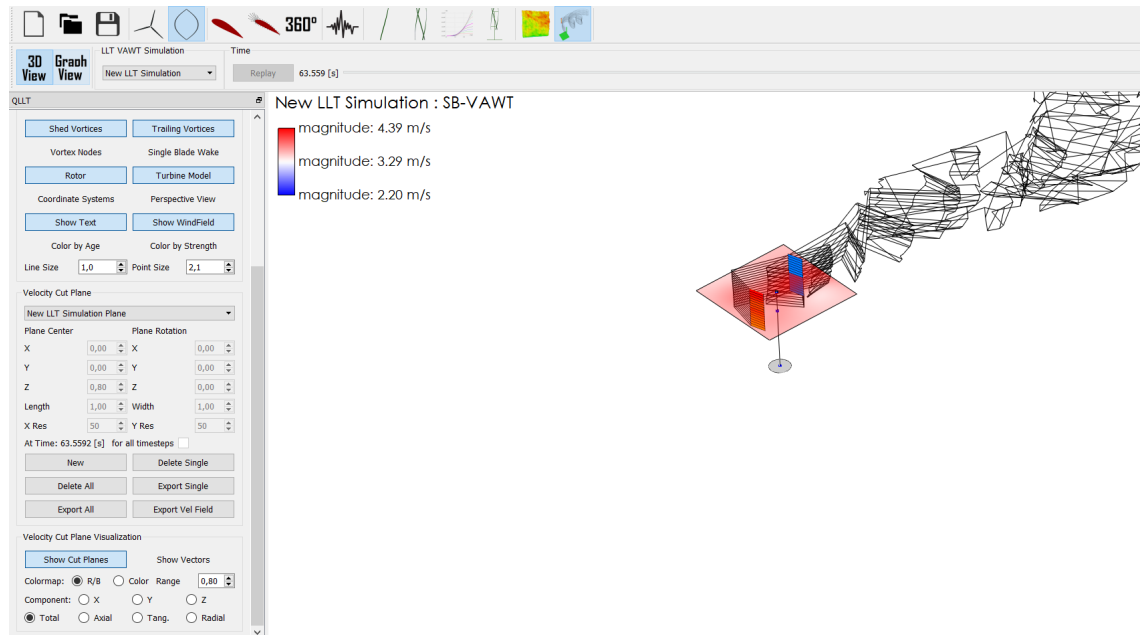 360°
3D View
Graph View
LLT VAWT Simulation
New LLT Simulation
Time
Replay 63.559 [s]
QLLT
Shed Vortices Trailing Vortices
Vortex Nodes Single Blade Wake
Rotor Turbine Model
Coordinate Systems Perspective View
Show Text Show WindField
Color by Age Color by Strength
Line Size 1,0 Point Size 2,1
Velocity Cut Plane
New LLT Simulation Plane
Plane Center Plane Rotation
X 0,00 X 0,00
Y 0,00 Y 0,00
Z 0,80 Z 0,00
Length 1,00 Width 1,00
X Res 50 Y Res 50
At Time: 63.5592 [s] for all timesteps
New Delete Single
Delete All Export Single
Export All Export Vel Field
Velocity Cut Plane Visualization
Show Cut Planes Show Vectors
Colormap: R/B Color Range 0,80
Component: X Y Z
Total Axial Tang. Radial
New LLT Simulation : SB-VAWT
magnitude: 4.39 m/s
magnitude: 3.29 m/s
magnitude: 2.20 m/s